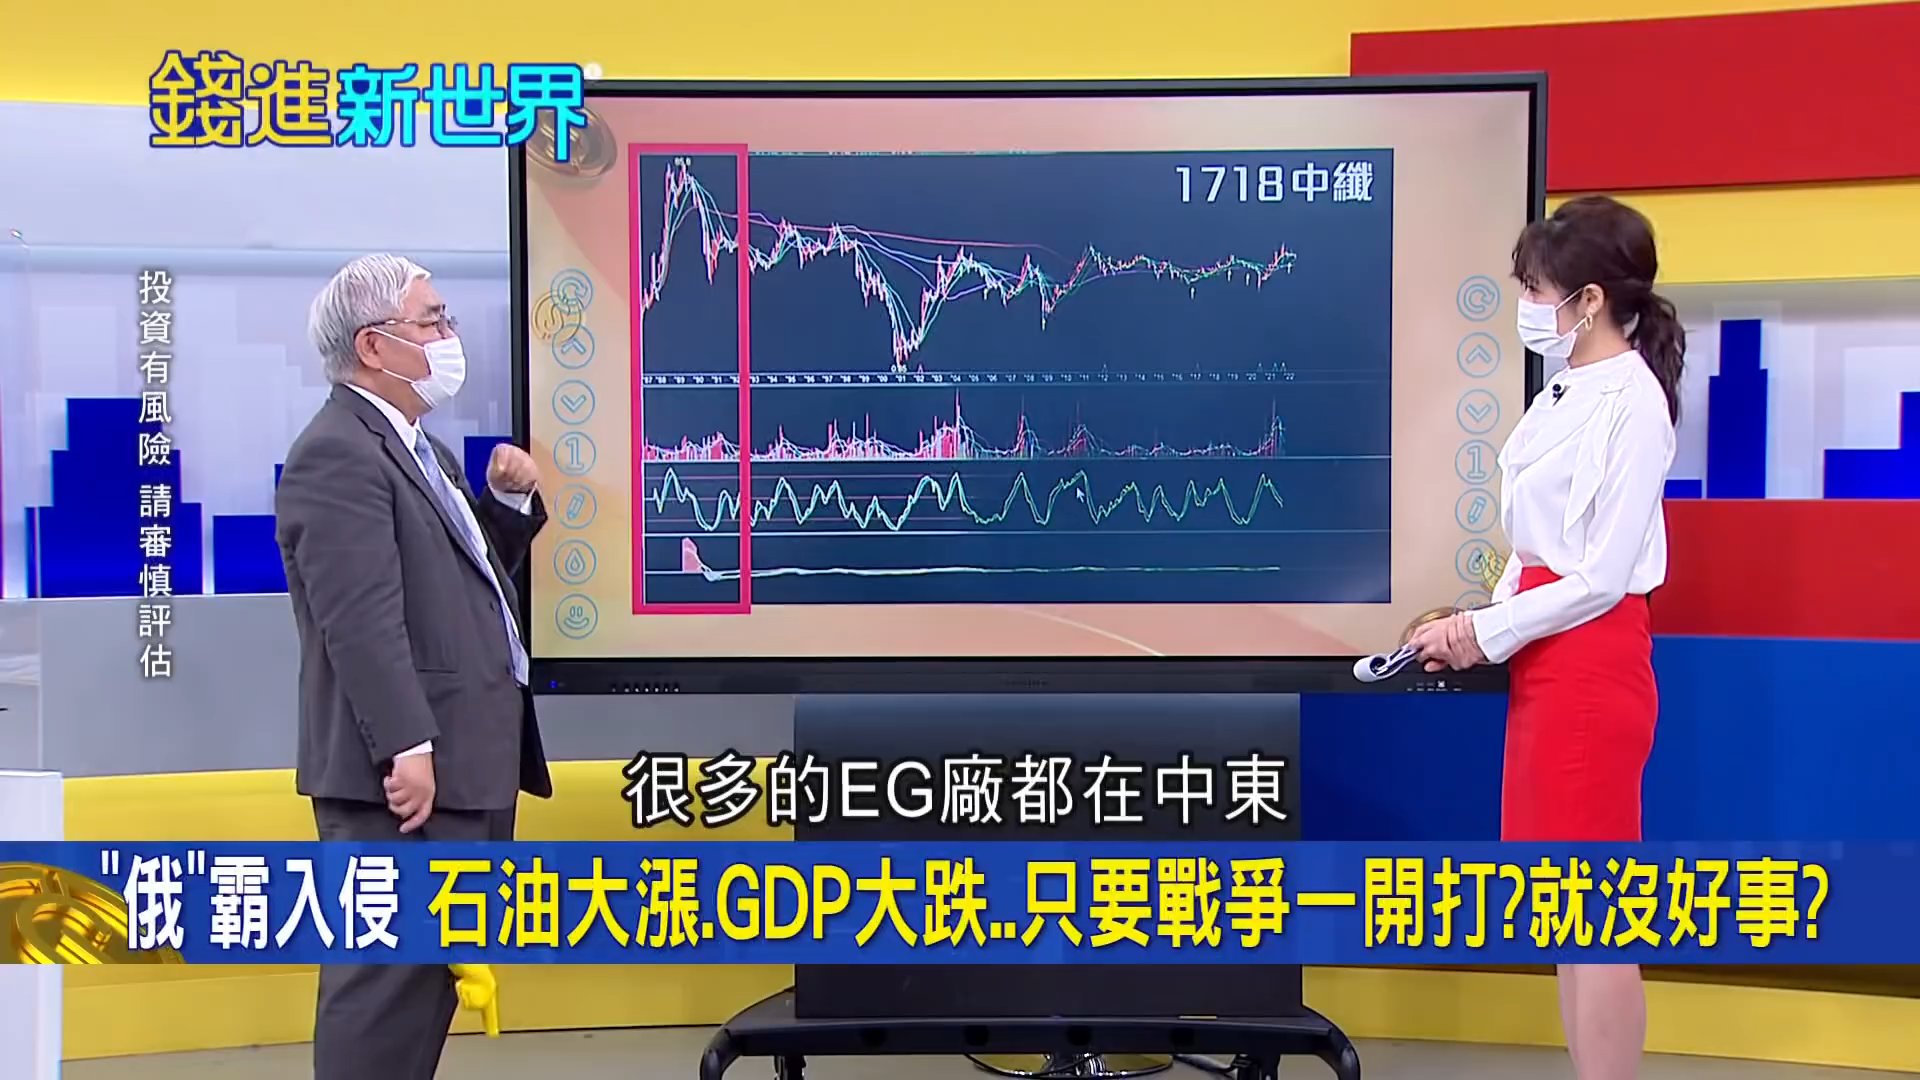 錢進新世界
投資有風險 請審慎評估
1718中纖
很多的EG廠都在中東
"俄"霸入侵 石油大漲.GDP大跌..只要戰爭一開打?就沒好事?